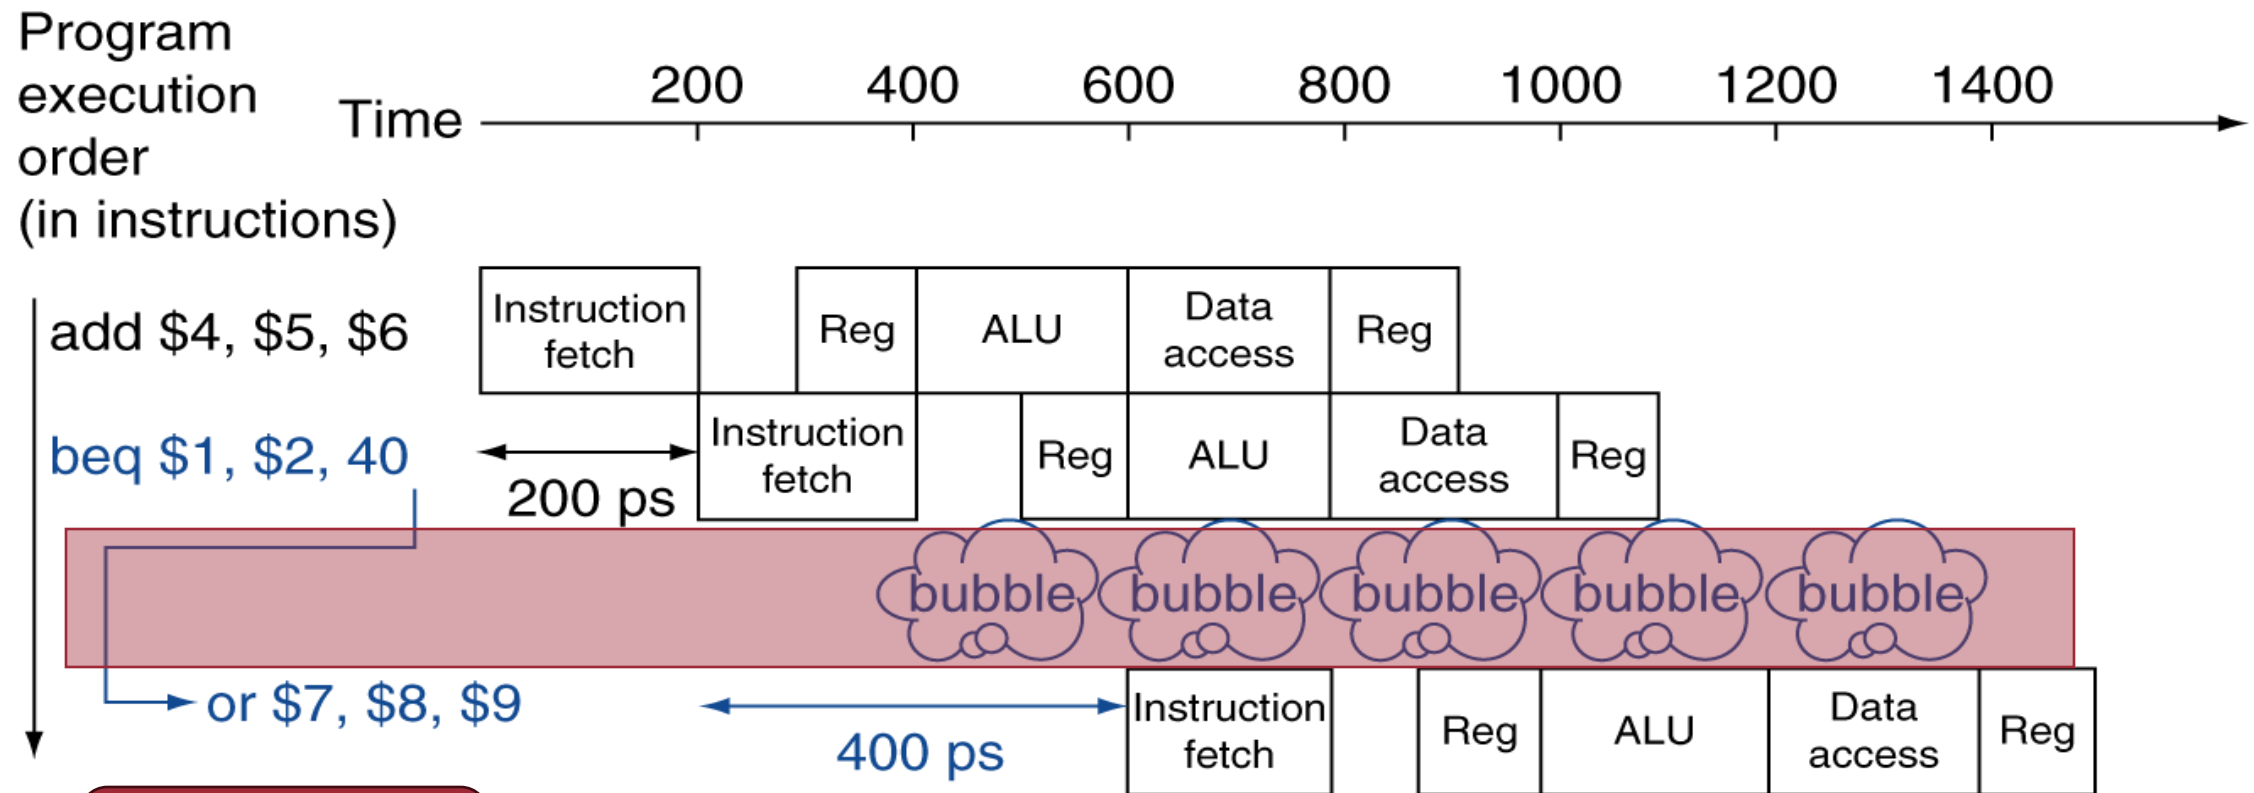 Program
execution
order
(in instructions)
Time
200 400 600 800 1000 1200 1400
add $4, $5, $6
Instruction
fetch
Reg
ALU
Data
access
Reg
beq $1, $2, 40
200 ps
Instruction
fetch
Reg
ALU
Data
access
Reg
bubble bubble bubble bubble bubble
or $7, $8, $9
400 ps
Instruction
fetch
Reg
ALU
Data
access
Reg